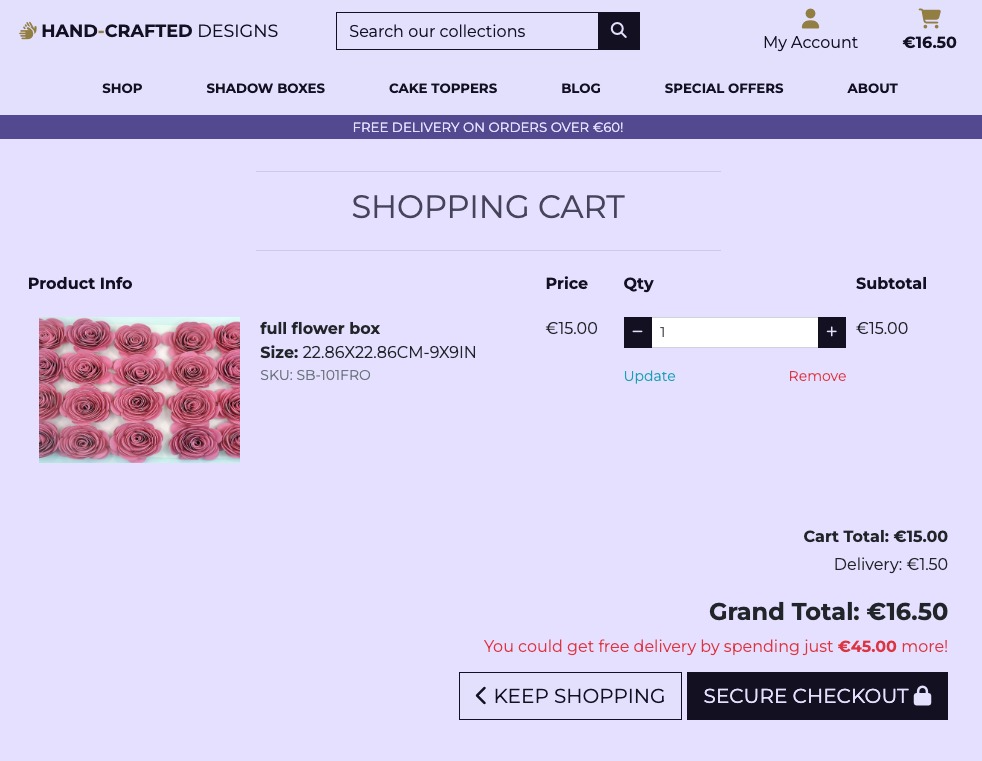 HAND-CRAFTED DESIGNS
Search our collections
My Account
€16.50
SHOP SHADOW BOXES CAKE TOPPERS BLOG SPECIAL OFFERS ABOUT
FREE DELIVERY ON ORDERS OVER €60!
SHOPPING CART
Product Info Price Qty Subtotal
full flower box €15.00 − 1 + €15.00
Size: 22.86X22.86CM-9X9IN
SKU: SB-101FRO Update Remove
Cart Total: €15.00
Delivery: €1.50
Grand Total: €16.50
You could get free delivery by spending just €45.00 more!
KEEP SHOPPING SECURE CHECKOUT